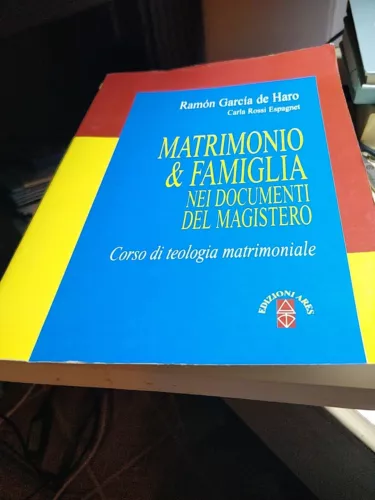 Ramón García de Haro
Carla Rossi Espagnet
MATRIMONIO
& FAMIGLIA
NEI DOCUMENTI
DEL MAGISTERO
Corso di teologia matrimoniale
EDIZIONI ARES